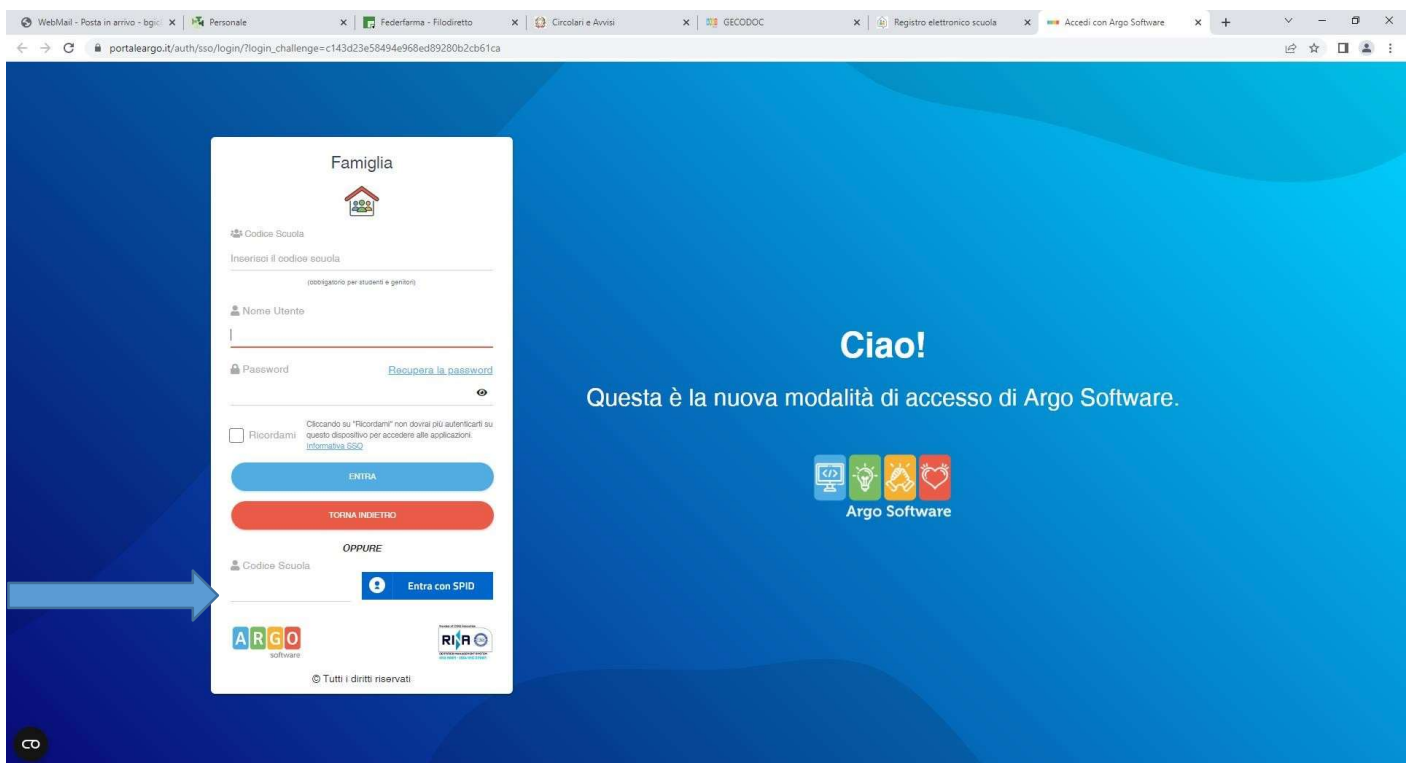 WebMail - Posta in arrivo - bgic
Personale
Federfarma - Filodiretto
Circolari e Avvisi
GECODOC
Registro elettronico scuola
Accedi con Argo Software
portaleargo.it/auth/sso/login/?login_challenge=c143d23e58494e968ed89280b2cb61ca
Famiglia
Codice Scuola
Inserisci il codice scuola
(obbligatorio per studenti e genitori)
Nome Utente
Password
Recupera la password
Ricordami
Cliccando su "Ricordami" non dovrai più autenticarti su
questo dispositivo per accedere alle applicazioni.
Informativa SSO
ENTRA
TORNA INDIETRO
OPPURE
Codice Scuola
Entra con SPID
ARGO
software
RINA
© Tutti i diritti riservati
Ciao!
Questa è la nuova modalità di accesso di Argo Software.
Argo Software